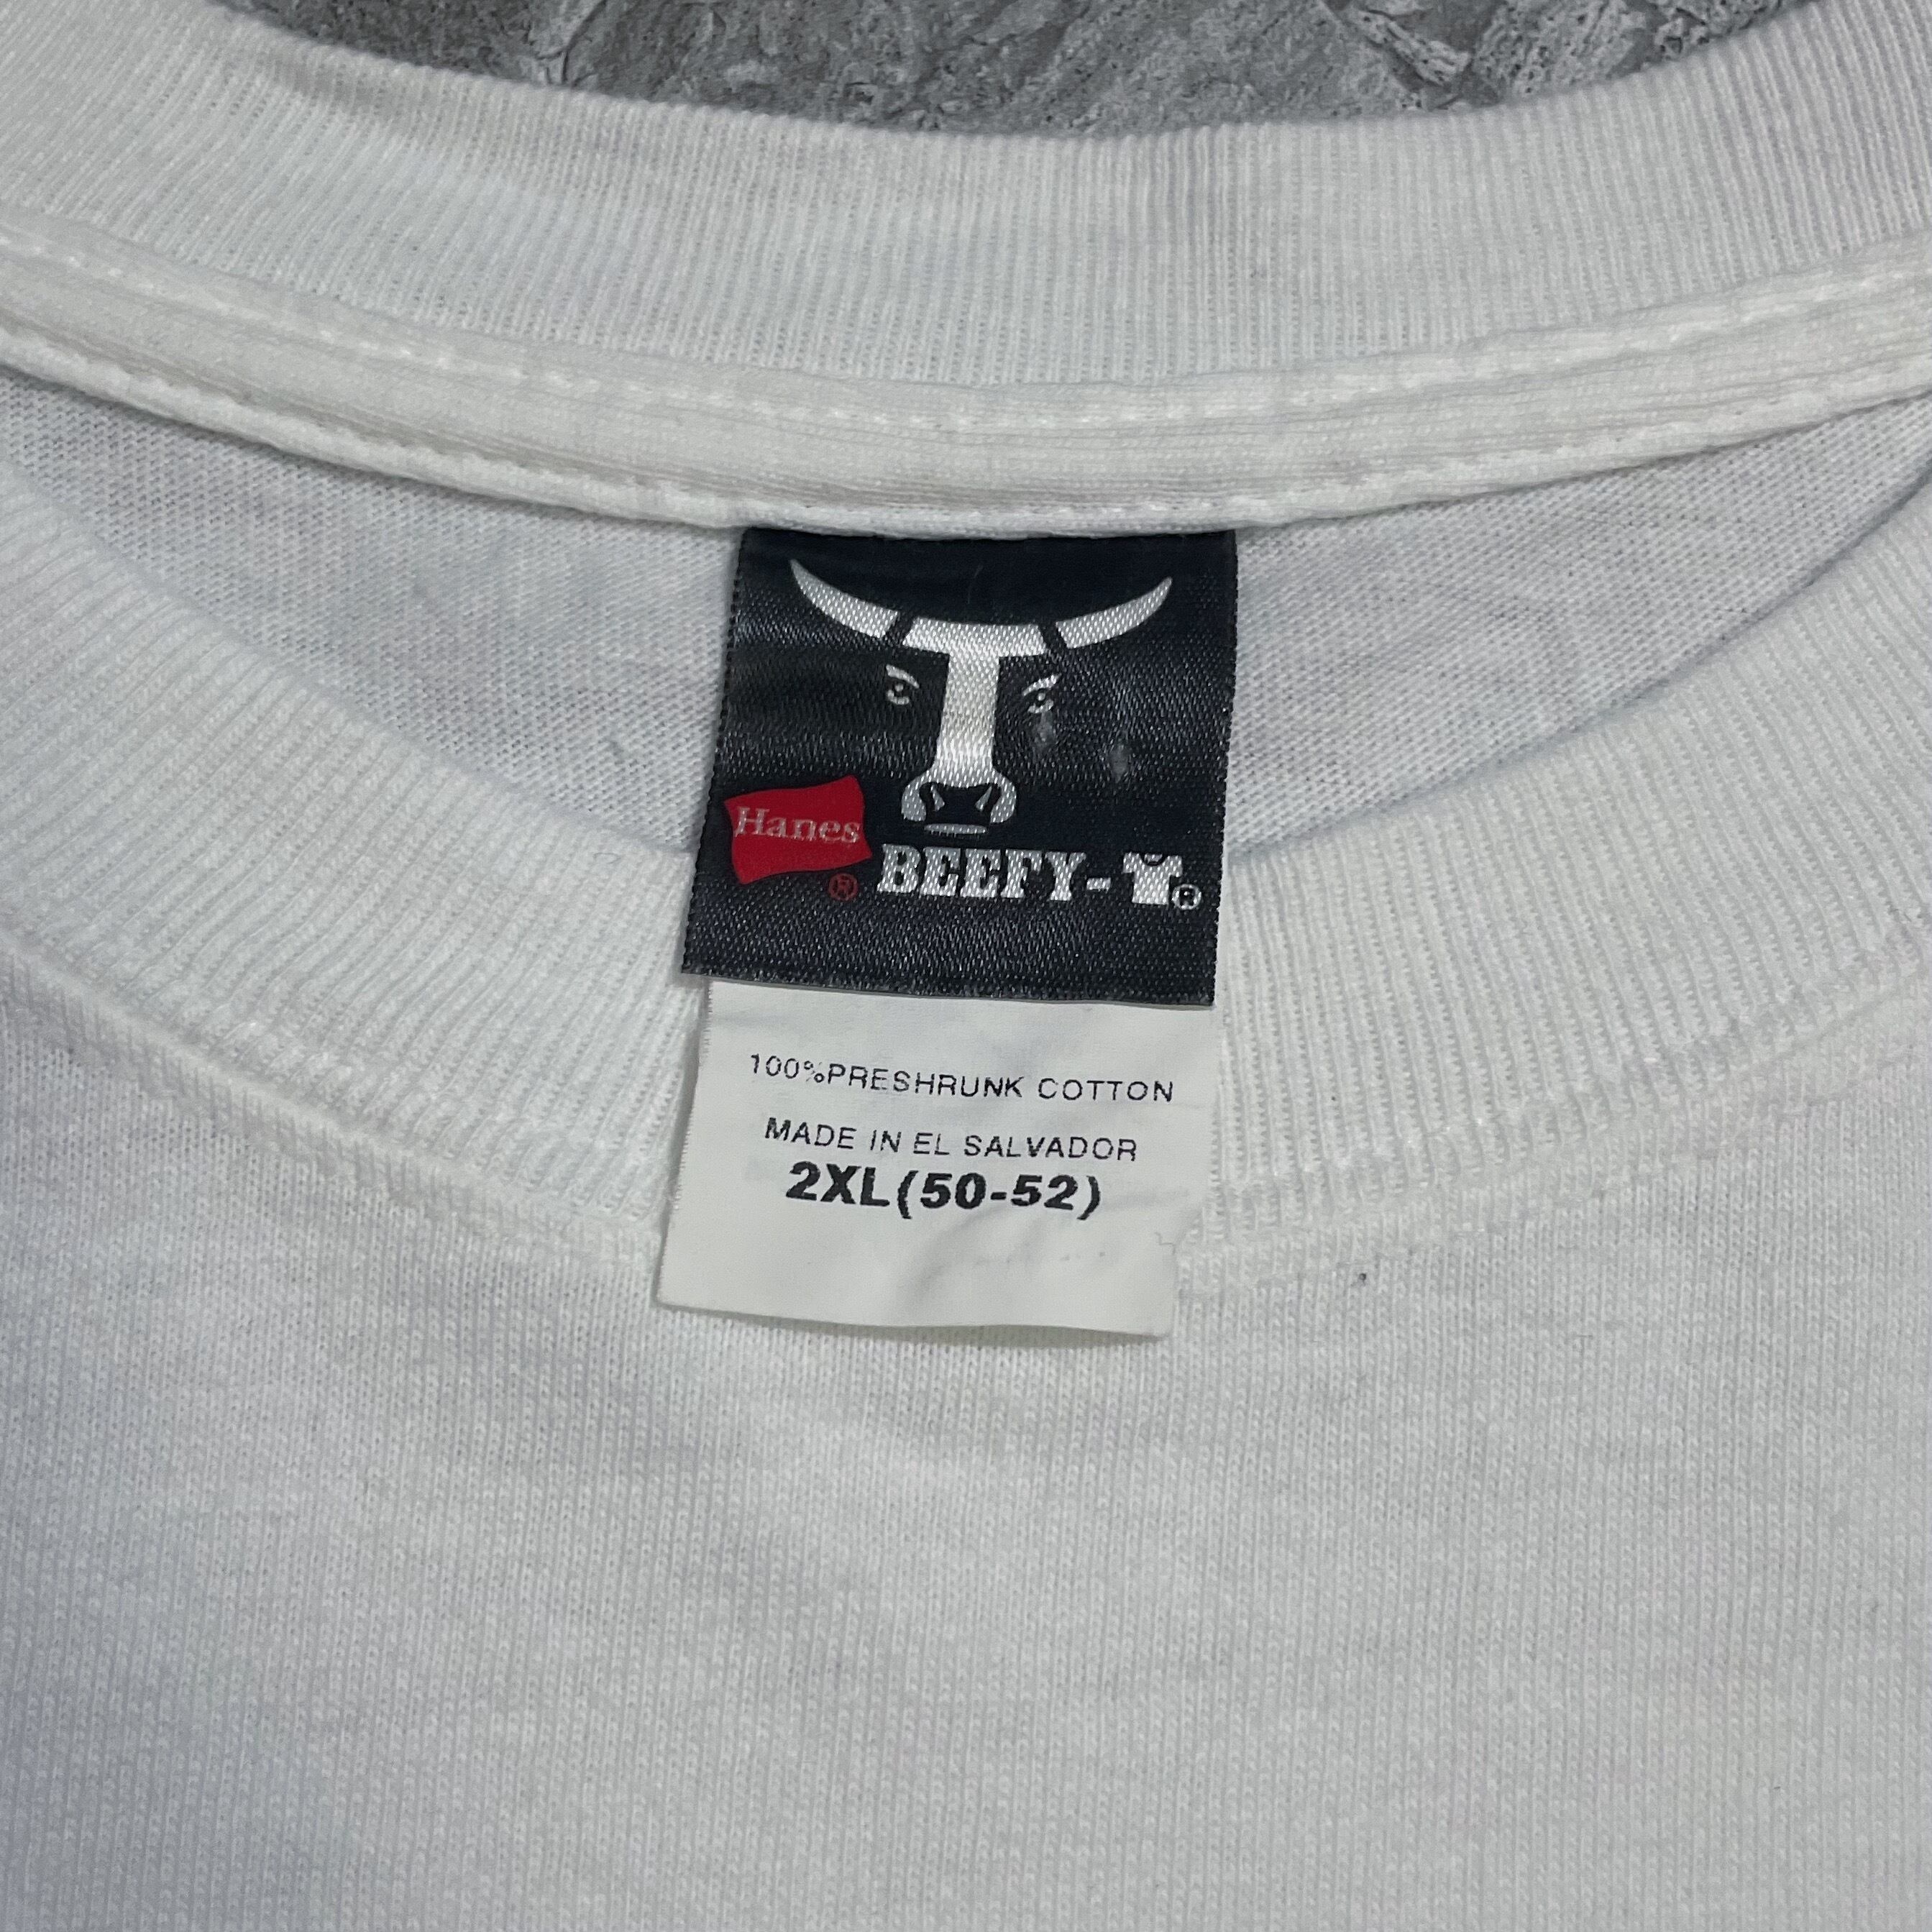 Hanes
®
BEEFY-T®
100%PRESHRUNK COTTON
MADE IN EL SALVADOR
2XL(50-52)